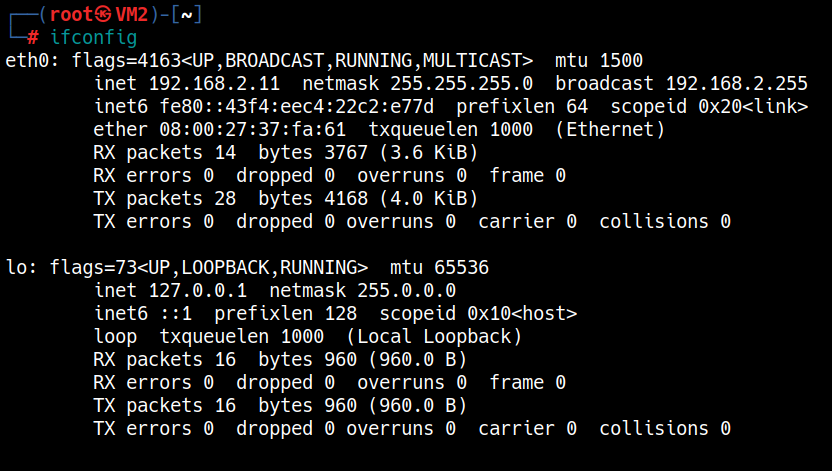 ┌──(root㉿VM2)-[~]
└─# ifconfig
eth0: flags=4163<UP,BROADCAST,RUNNING,MULTICAST>  mtu 1500
        inet 192.168.2.11  netmask 255.255.255.0  broadcast 192.168.2.255
        inet6 fe80::43f4:eec4:22c2:e77d  prefixlen 64  scopeid 0x20<link>
        ether 08:00:27:37:fa:61  txqueuelen 1000  (Ethernet)
        RX packets 14  bytes 3767 (3.6 KiB)
        RX errors 0  dropped 0  overruns 0  frame 0
        TX packets 28  bytes 4168 (4.0 KiB)
        TX errors 0  dropped 0 overruns 0  carrier 0  collisions 0

lo: flags=73<UP,LOOPBACK,RUNNING>  mtu 65536
        inet 127.0.0.1  netmask 255.0.0.0
        inet6 ::1  prefixlen 128  scopeid 0x10<host>
        loop  txqueuelen 1000  (Local Loopback)
        RX packets 16  bytes 960 (960.0 B)
        RX errors 0  dropped 0  overruns 0  frame 0
        TX packets 16  bytes 960 (960.0 B)
        TX errors 0  dropped 0 overruns 0  carrier 0  collisions 0